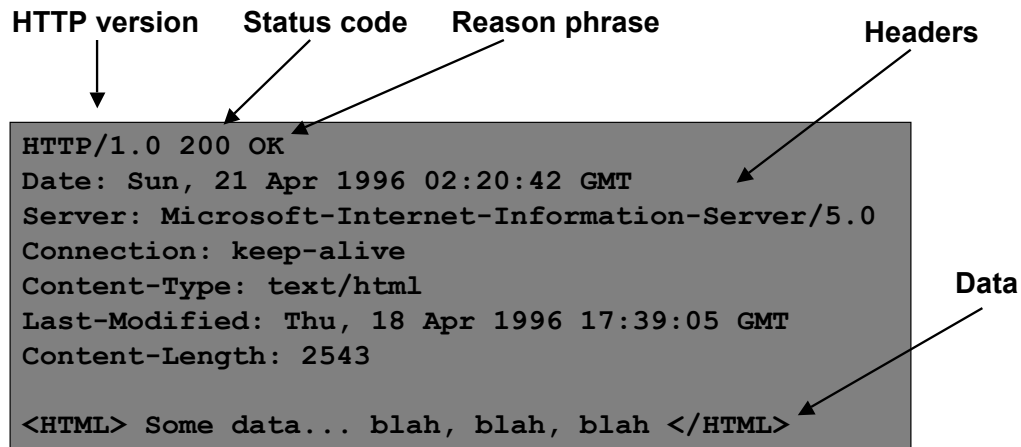 HTTP version Status code Reason phrase Headers
HTTP/1.0 200 OK
Date: Sun, 21 Apr 1996 02:20:42 GMT
Server: Microsoft-Internet-Information-Server/5.0
Connection: keep-alive
Content-Type: text/html
Data
Last-Modified: Thu, 18 Apr 1996 17:39:05 GMT
Content-Length: 2543
<HTML> Some data... blah, blah, blah </HTML>